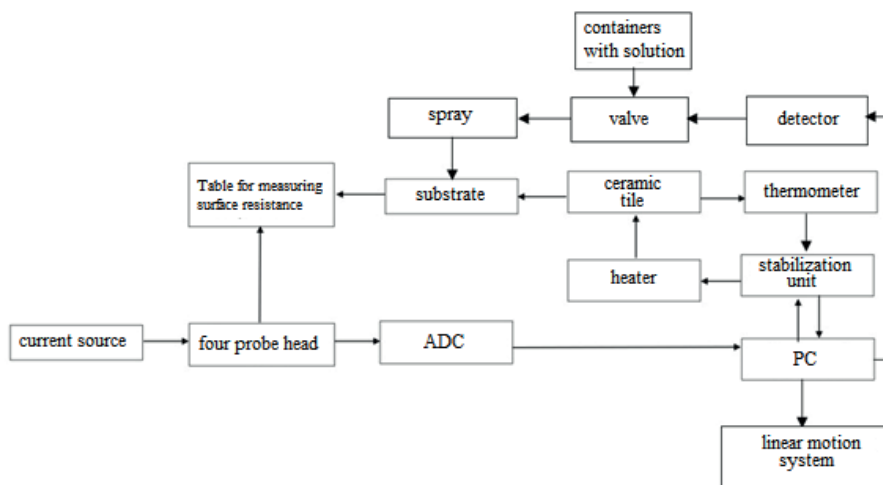 containers
with solution
spray
valve
detector
Table for measuring
surface resistance
substrate
ceramic
tile
thermometer
heater
stabilization
unit
current source
four probe head
ADC
PC
linear motion
system